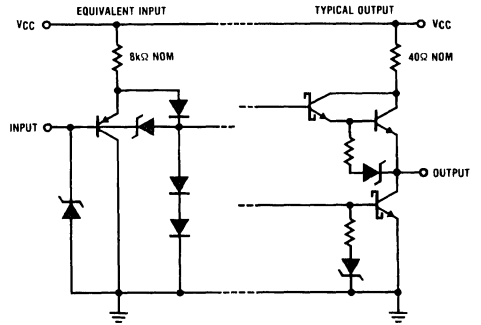 EQUIVALENT INPUT
TYPICAL OUTPUT
VCC
VCC
8kΩ NOM
40Ω NOM
INPUT
OUTPUT